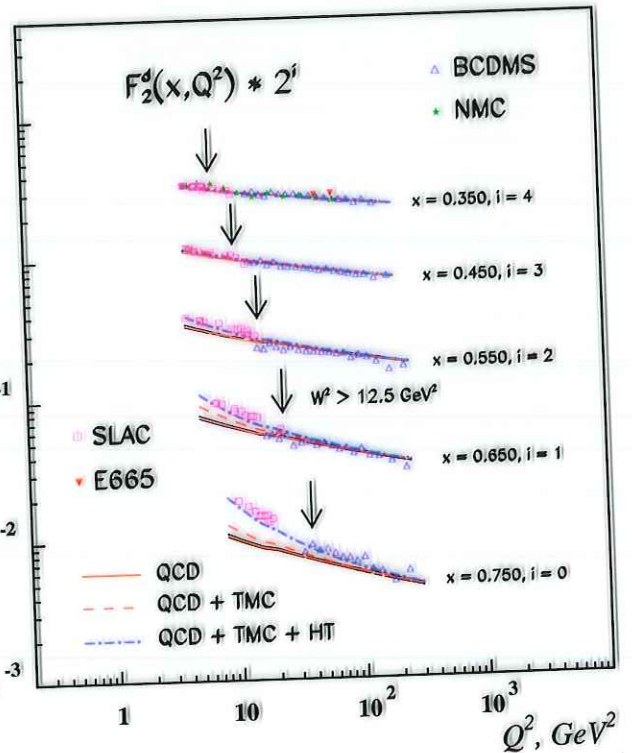 F₂ᵈ(x,Q²) * 2ⁱ
BCDMS
NMC
x = 0.350, i = 4
x = 0.450, i = 3
x = 0.550, i = 2
W² > 12.5 GeV²
SLAC
E665
x = 0.650, i = 1
x = 0.750, i = 0
QCD
QCD + TMC
QCD + TMC + HT
-1
-2
-3
1
10
10²
10³
Q², GeV²